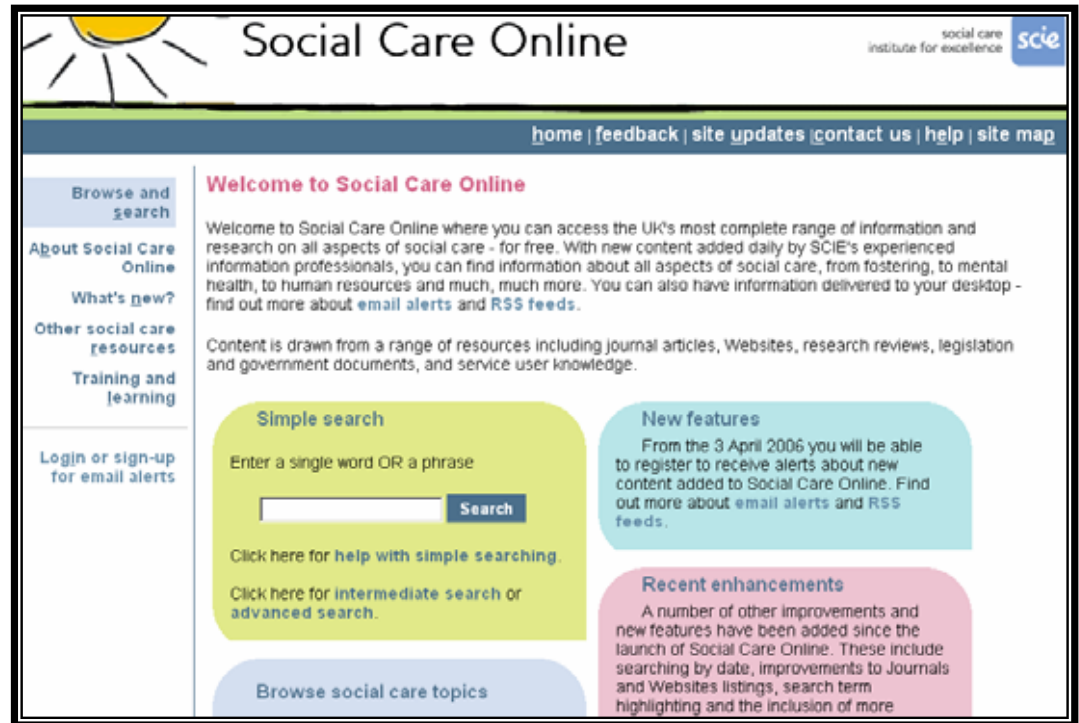 Social Care Online
social care
institute for excellence
scie
home | feedback | site updates |contact us | help | site map
Browse and
search
About Social Care
Online
What's new?
Other social care
resources
Training and
learning
Login or sign-up
for email alerts
Welcome to Social Care Online
Welcome to Social Care Online where you can access the UK's most complete range of information and
research on all aspects of social care - for free. With new content added daily by SCIE's experienced
information professionals, you can find information about all aspects of social care, from fostering, to mental
health, to human resources and much, much more. You can also have information delivered to your desktop -
find out more about email alerts and RSS feeds.
Content is drawn from a range of resources including journal articles, Websites, research reviews, legislation
and government documents, and service user knowledge.
Simple search
Enter a single word OR a phrase
Search
Click here for help with simple searching.
Click here for intermediate search or
advanced search.
Browse social care topics
New features
From the 3 April 2006 you will be able
to register to receive alerts about new
content added to Social Care Online. Find
out more about email alerts and RSS
feeds.
Recent enhancements
A number of other improvements and
new features have been added since the
launch of Social Care Online. These include
searching by date, improvements to Journals
and Websites listings, search term
highlighting and the inclusion of more